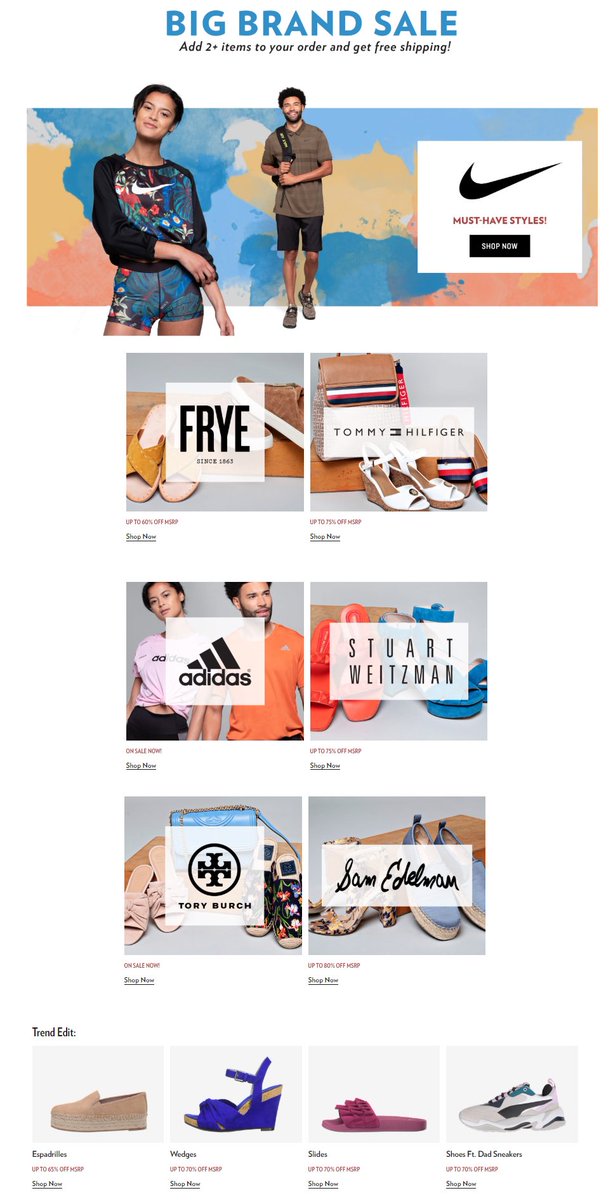 BIG BRAND SALE
Add 2+ items to your order and get free shipping!
MUST-HAVE STYLES!
SHOP NOW
FRYE
SINCE 1863
TOMMY HILFIGER
UP TO 60% OFF MSRP
UP TO 75% OFF MSRP
Shop Now
Shop Now
adidas
STUART
WEITZMAN
ON SALE NOW!
UP TO 75% OFF MSRP
Shop Now
Shop Now
TORY BURCH
Sam Edelman
ON SALE NOW!
UP TO 80% OFF MSRP
Shop Now
Shop Now
Trend Edit:
Espadrilles
Wedges
Slides
Shoes Ft. Dad Sneakers
UP TO 65% OFF MSRP
UP TO 70% OFF MSRP
UP TO 70% OFF MSRP
UP TO 70% OFF MSRP
Shop Now
Shop Now
Shop Now
Shop Now